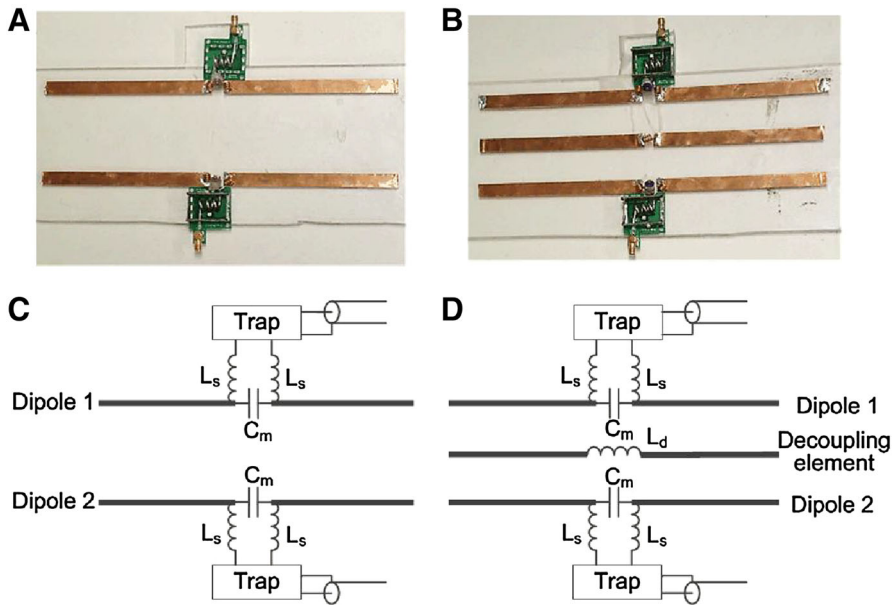 A
B
C
Trap
Ls
Ls
Dipole 1
Cm
Cm
Dipole 2
Ls
Ls
Trap
D
Trap
Ls
Ls
Dipole 1
Cm
Ld
Decoupling
element
Cm
Dipole 2
Ls
Ls
Trap